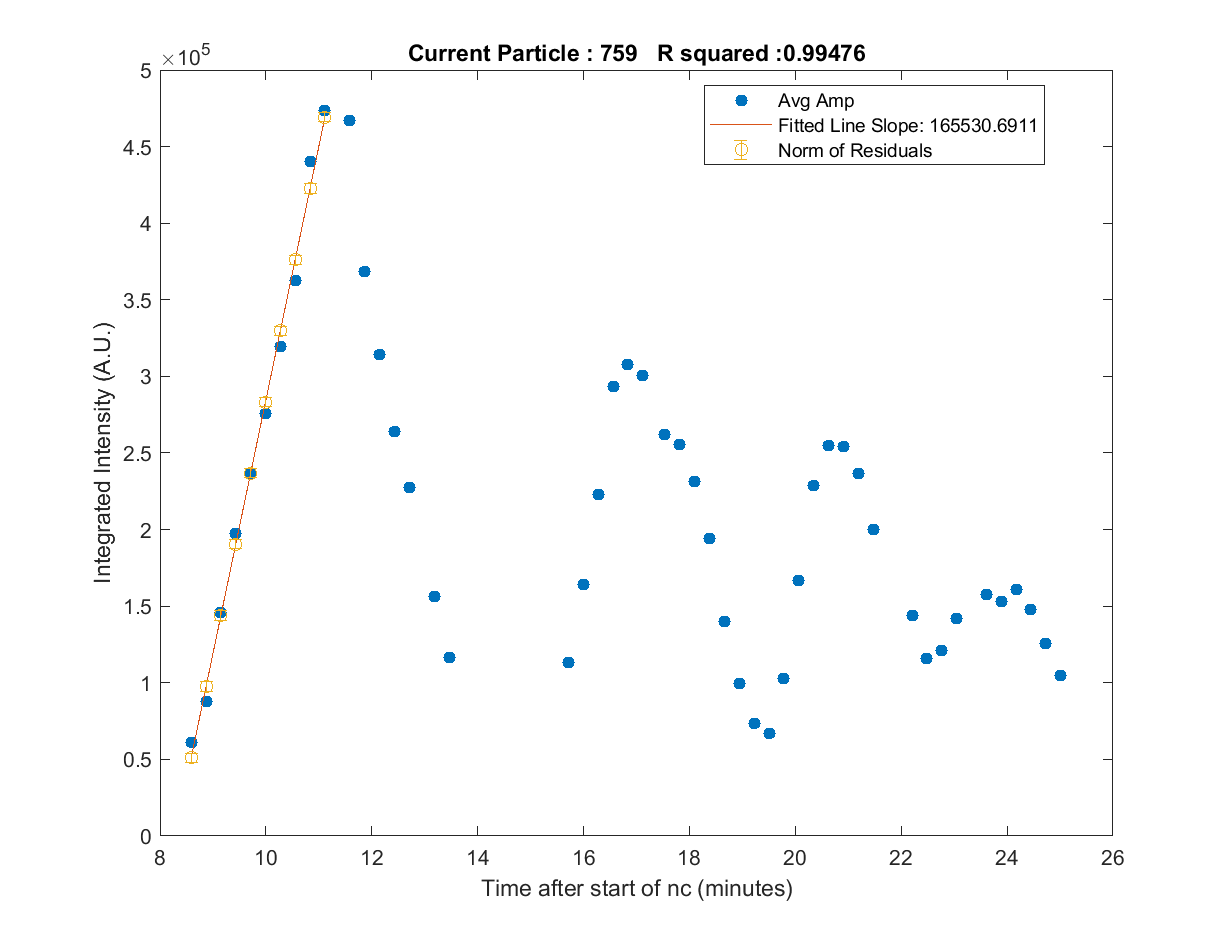 Current Particle : 759 R squared :0.99476
×10^5
5
4.5
4
3.5
3
2.5
2
1.5
1
0.5
0
Integrated Intensity (A.U.)
Avg Amp
Fitted Line Slope: 165530.6911
Norm of Residuals
8 10 12 14 16 18 20 22 24 26
Time after start of nc (minutes)